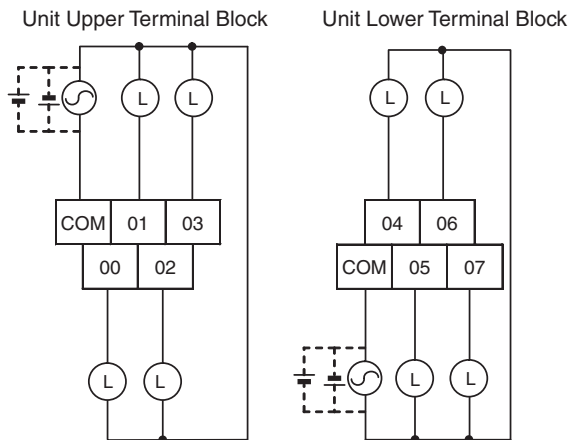 Unit Upper Terminal Block
L
L
COM 01 03
00 02
L
L
Unit Lower Terminal Block
L
L
04 06
COM 05 07
L
L